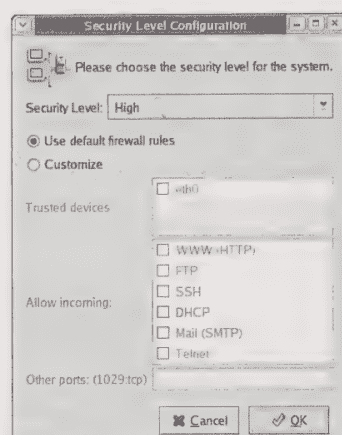 Security Level Configuration
Please choose the security level for the system.
Security Level: High
Use default firewall rules
Customize
Trusted devices
eth0
Allow incoming:
WWW (HTTP)
FTP
SSH
DHCP
Mail (SMTP)
Telnet
Other ports: (1029:tcp)
Cancel
OK